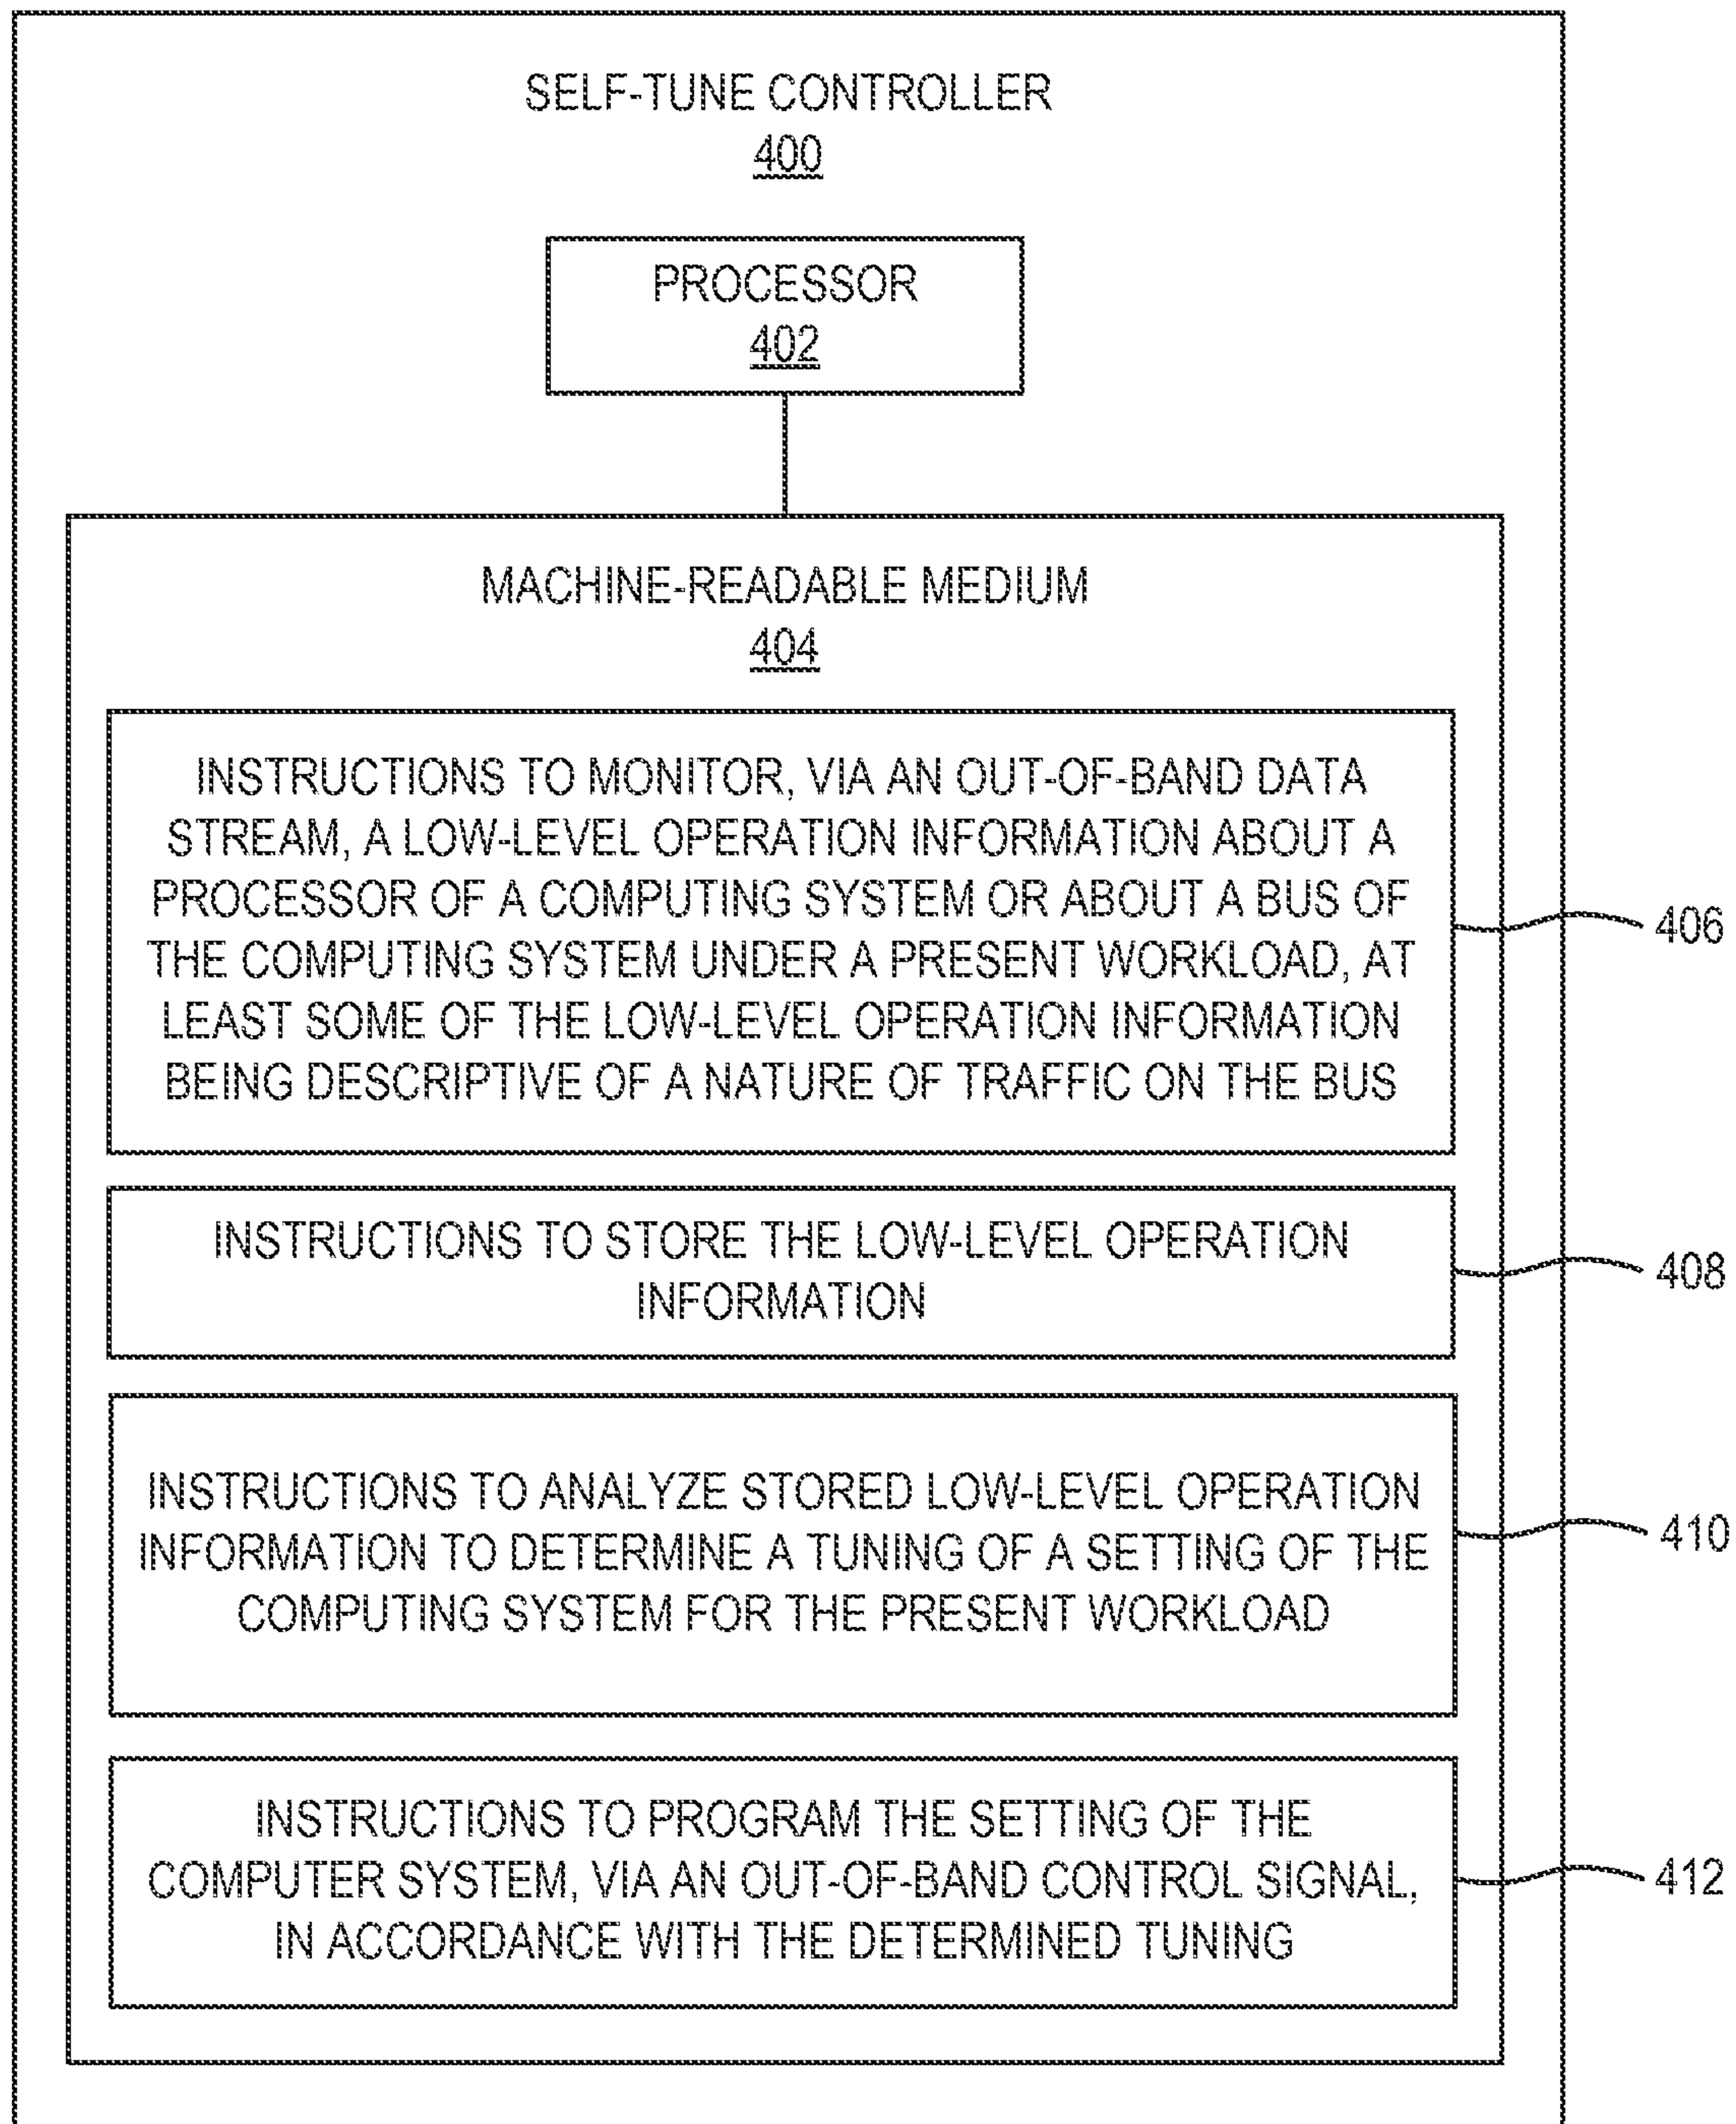 SELF-TUNE CONTROLLER
400
PROCESSOR
402
MACHINE-READABLE MEDIUM
404
INSTRUCTIONS TO MONITOR, VIA AN OUT-OF-BAND DATA
STREAM, A LOW-LEVEL OPERATION INFORMATION ABOUT A
PROCESSOR OF A COMPUTING SYSTEM OR ABOUT A BUS OF
THE COMPUTING SYSTEM UNDER A PRESENT WORKLOAD, AT
LEAST SOME OF THE LOW-LEVEL OPERATION INFORMATION
BEING DESCRIPTIVE OF A NATURE OF TRAFFIC ON THE BUS
406
INSTRUCTIONS TO STORE THE LOW-LEVEL OPERATION
INFORMATION
408
INSTRUCTIONS TO ANALYZE STORED LOW-LEVEL OPERATION
INFORMATION TO DETERMINE A TUNING OF A SETTING OF THE
COMPUTING SYSTEM FOR THE PRESENT WORKLOAD
410
INSTRUCTIONS TO PROGRAM THE SETTING OF THE
COMPUTER SYSTEM, VIA AN OUT-OF-BAND CONTROL SIGNAL,
IN ACCORDANCE WITH THE DETERMINED TUNING
412